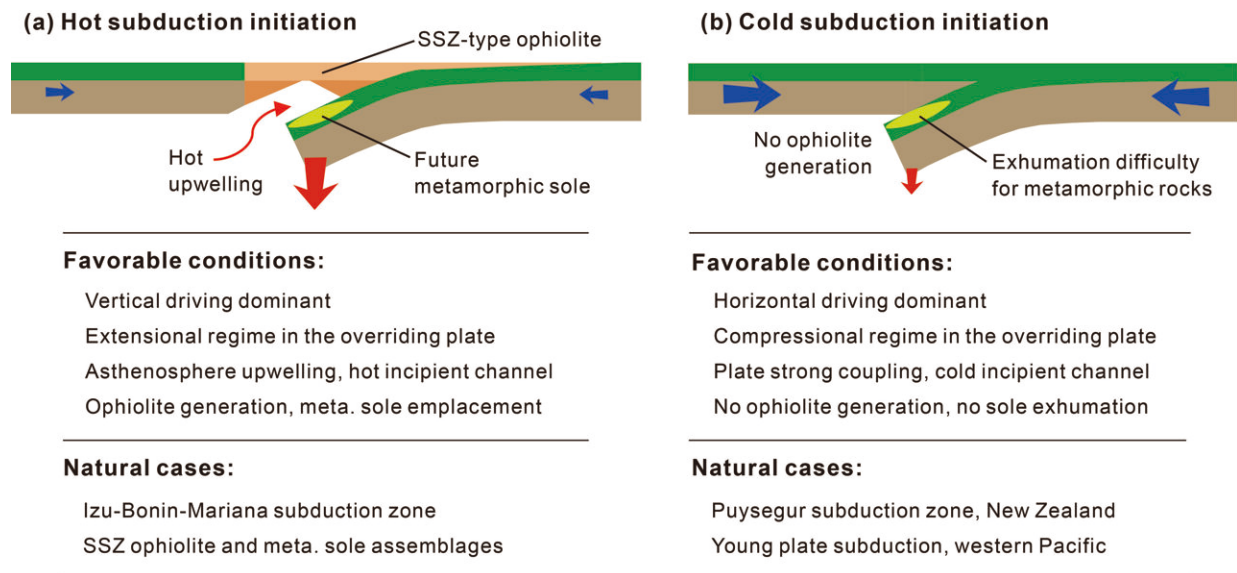 (a) Hot subduction initiation
SSZ-type ophiolite
Hot
upwelling
Future
metamorphic sole
Favorable conditions:
Vertical driving dominant
Extensional regime in the overriding plate
Asthenosphere upwelling, hot incipient channel
Ophiolite generation, meta. sole emplacement
Natural cases:
Izu-Bonin-Mariana subduction zone
SSZ ophiolite and meta. sole assemblages
(b) Cold subduction initiation
No ophiolite
generation
Exhumation difficulty
for metamorphic rocks
Favorable conditions:
Horizontal driving dominant
Compressional regime in the overriding plate
Plate strong coupling, cold incipient channel
No ophiolite generation, no sole exhumation
Natural cases:
Puysegur subduction zone, New Zealand
Young plate subduction, western Pacific